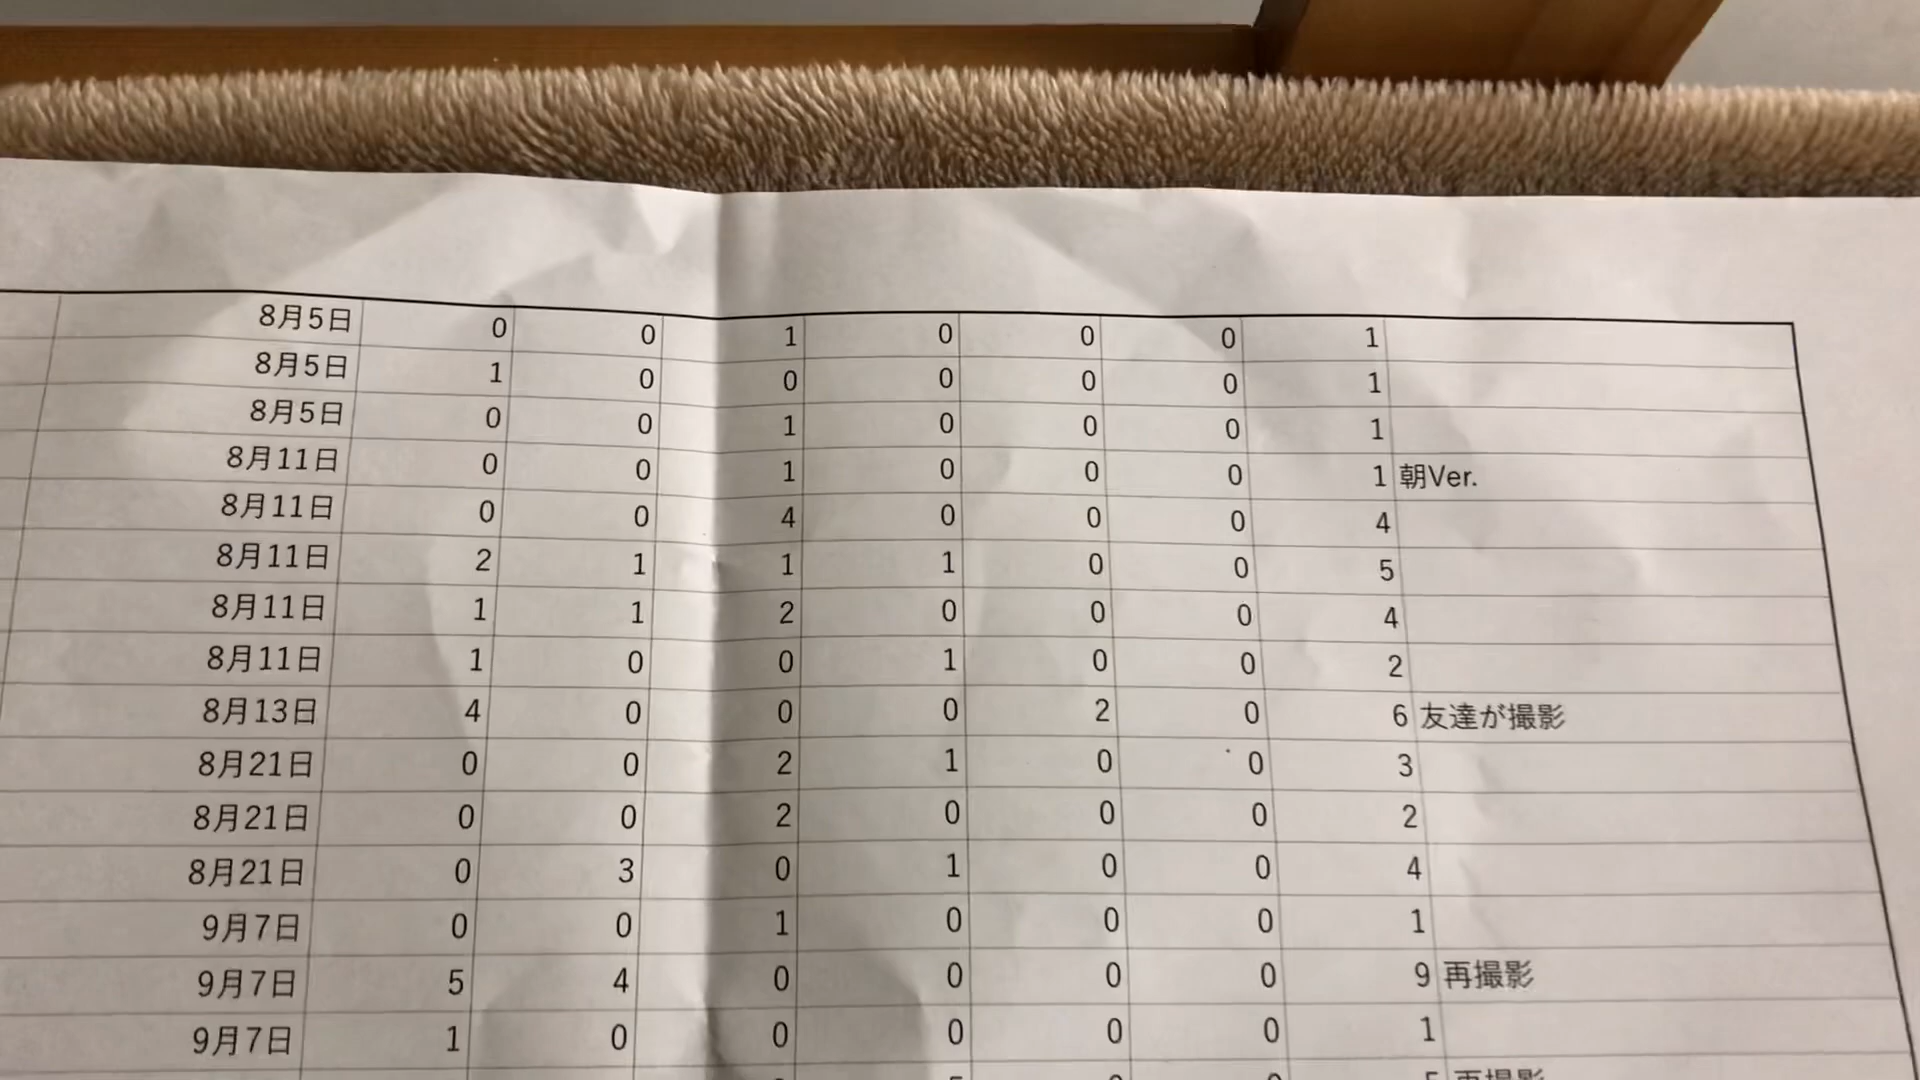 8月5日 0 0 1 0 0 0 1
8月5日 1 0 0 0 0 0 1
8月5日 0 0 1 0 0 0 1
8月11日 0 0 1 0 0 0 1 朝Ver.
8月11日 0 0 4 0 0 0 4
8月11日 2 1 1 1 0 0 5
8月11日 1 1 2 0 0 0 4
8月11日 1 0 0 1 0 0 2
8月13日 4 0 0 0 2 0 6 友達が撮影
8月21日 0 0 2 1 0 0 3
8月21日 0 0 2 0 0 0 2
8月21日 0 3 0 1 0 0 4
9月7日 0 0 1 0 0 0 1
9月7日 5 4 0 0 0 0 9 再撮影
9月7日 1 0 0 0 0 0 1
再撮影